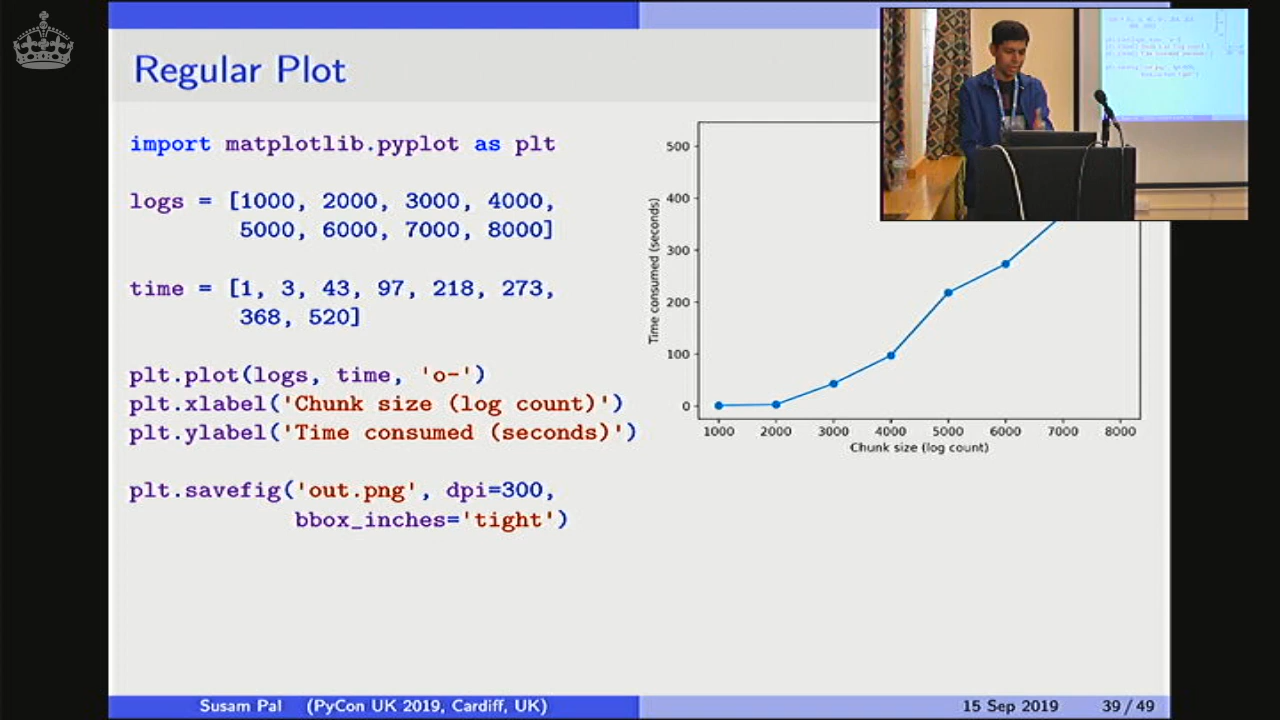 Regular Plot
import matplotlib.pyplot as plt
logs = [1000, 2000, 3000, 4000,
5000, 6000, 7000, 8000]
time = [1, 3, 43, 97, 218, 273,
368, 520]
plt.plot(logs, time, 'o-')
plt.xlabel('Chunk size (log count)')
plt.ylabel('Time consumed (seconds)')
plt.savefig('out.png', dpi=300,
bbox_inches='tight')
Time consumed (seconds)
500
400
300
200
100
0
1000 2000 3000 4000 5000 6000 7000 8000
Chunk size (log count)
Susam Pal (PyCon UK 2019, Cardiff, UK) 15 Sep 2019 39 / 49